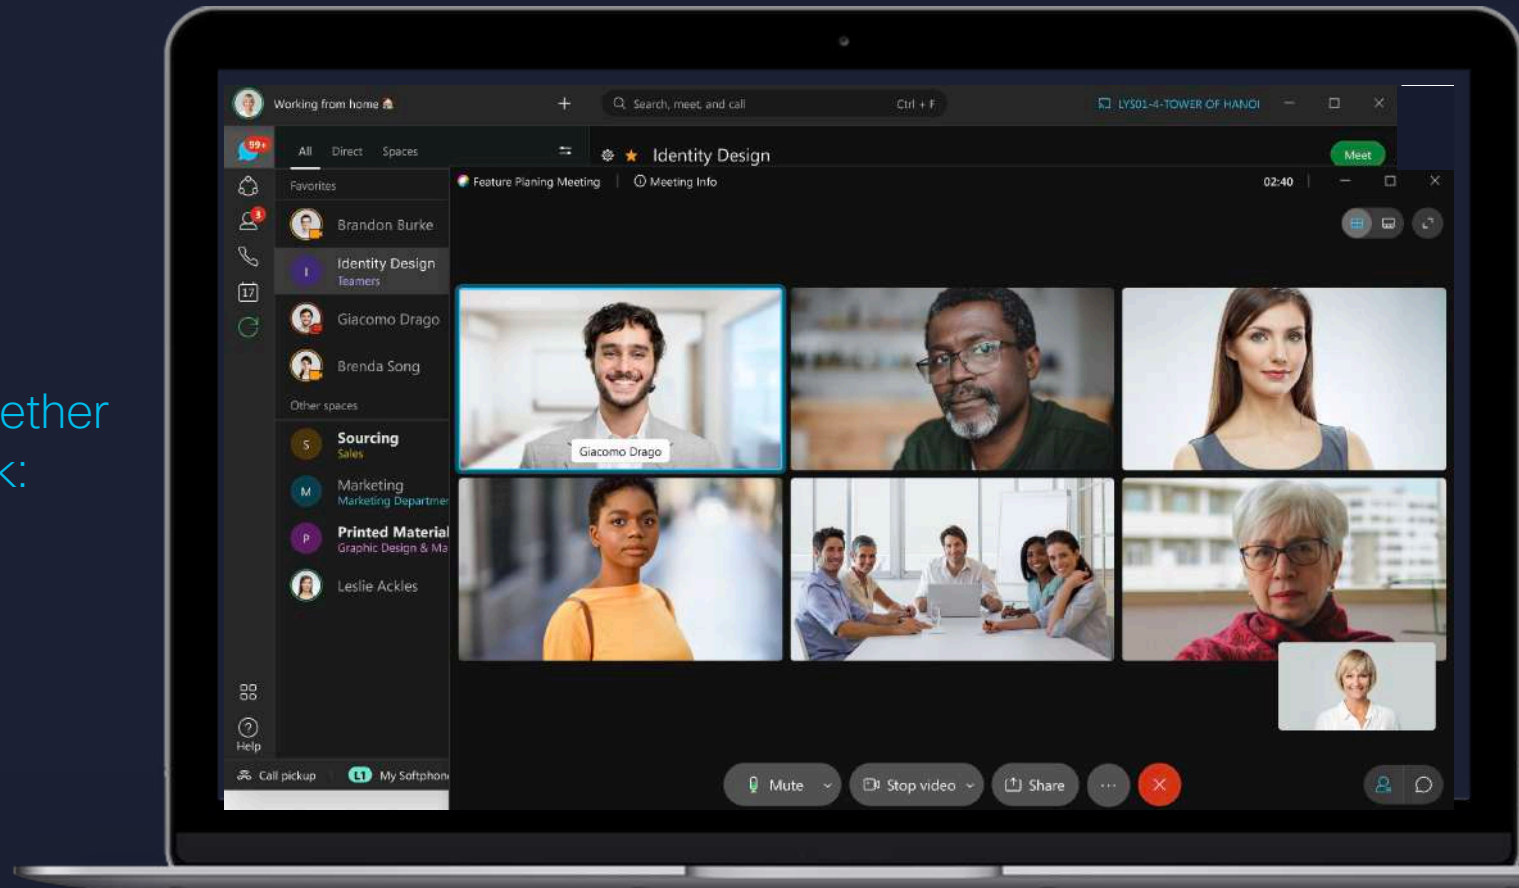 ether
k:
Working from home
+
Search, meet, and call
Ctrl + F
LYS01-4-TOWER OF HANOI
99+
All
Direct
Spaces
Identity Design
Meet
Favorites
Feature Planing Meeting
Meeting Info
02:40
3
Brandon Burke
I
Identity Design
Teamers
17
Giacomo Drago
Brenda Song
Other spaces
S
Sourcing
Sales
Giacomo Drago
M
Marketing
Marketing Departmen
P
Printed Material
Graphic Design & Ma
Leslie Ackles
?
Help
Call pickup
L1
My Softphon
Mute
Stop video
Share